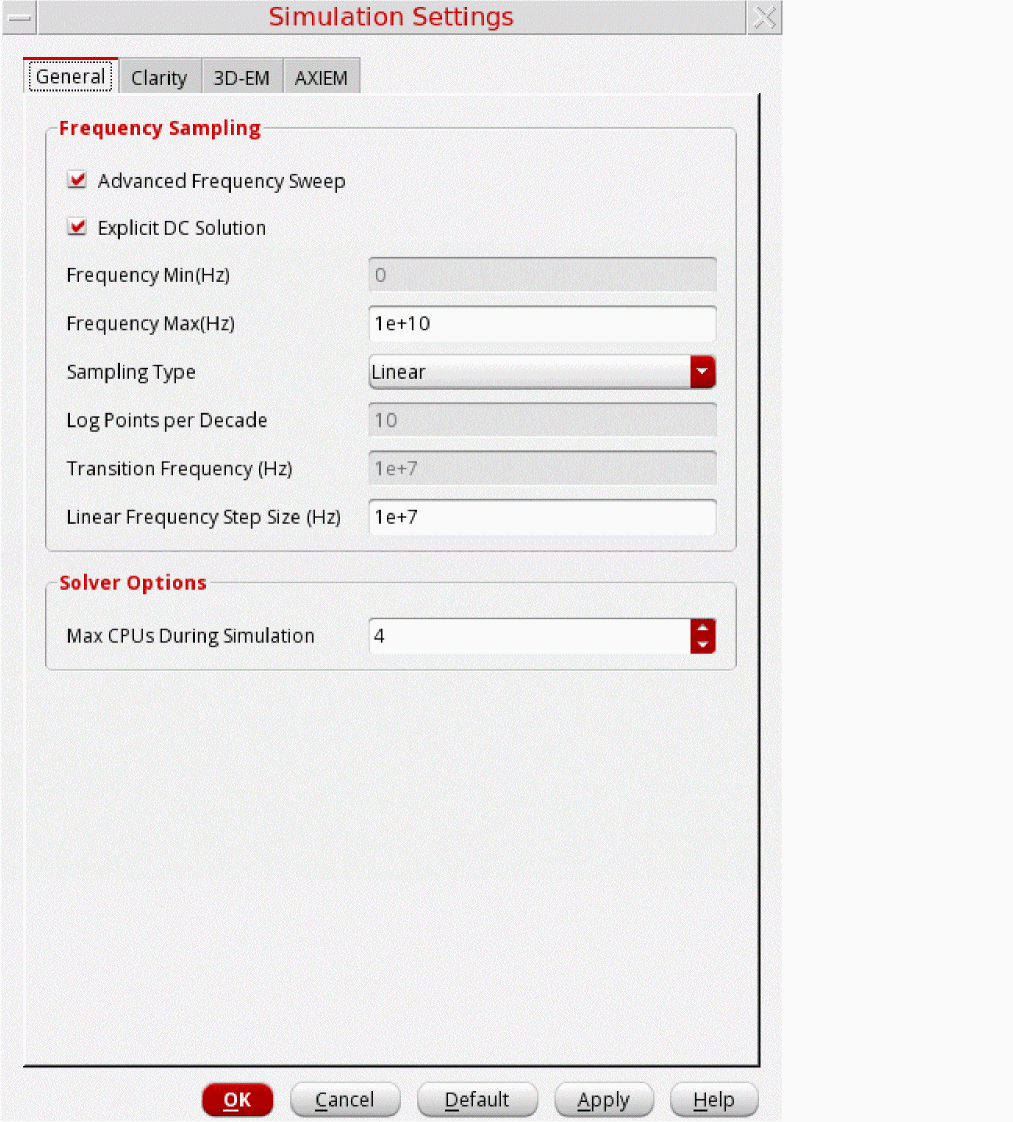 Simulation Settings
General Clarity 3D-EM AXIEM
Frequency Sampling
Advanced Frequency Sweep
Explicit DC Solution
Frequency Min(Hz) 0
Frequency Max(Hz) 1e+10
Sampling Type Linear
Log Points per Decade 10
Transition Frequency (Hz) 1e+7
Linear Frequency Step Size (Hz) 1e+7
Solver Options
Max CPUs During Simulation 4
OK Cancel Default Apply Help